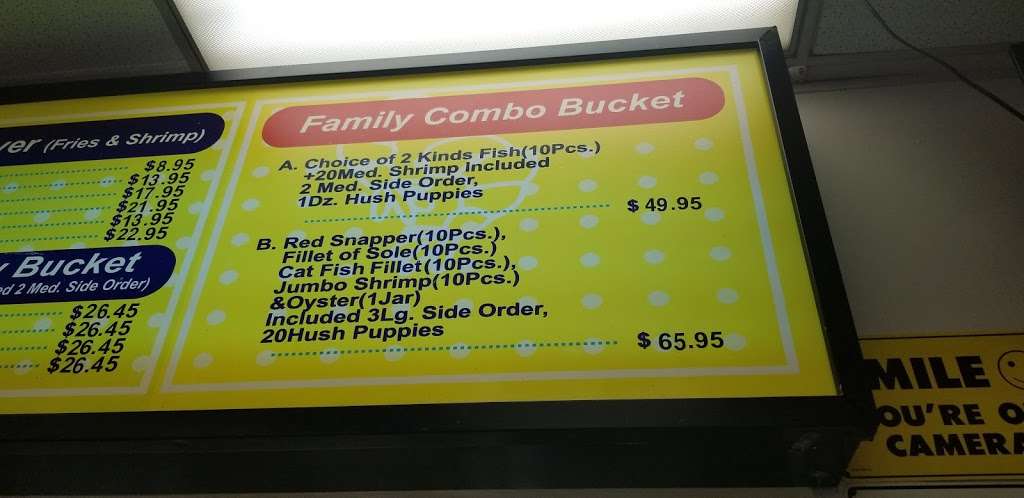 (Fries & Shrimp)
$8.95
$13.95
$17.95
$21.95
$13.95
$22.95
Bucket
2 Med. Side Order)
$26.45
$26.45
$26.45
$26.45
Family Combo Bucket
A. Choice of 2 Kinds Fish(10Pcs.)
+20Med. Shrimp Included
2 Med. Side Order,
1Dz. Hush Puppies
$ 49.95
B. Red Snapper(10Pcs.),
Fillet of Sole(10Pcs.)
Cat Fish Fillet(10Pcs.),
Jumbo Shrimp(10Pcs.)
&Oyster(1Jar)
Included 3Lg. Side Order,
20Hush Puppies
$ 65.95
MILE
OU'RE O
CAMERA